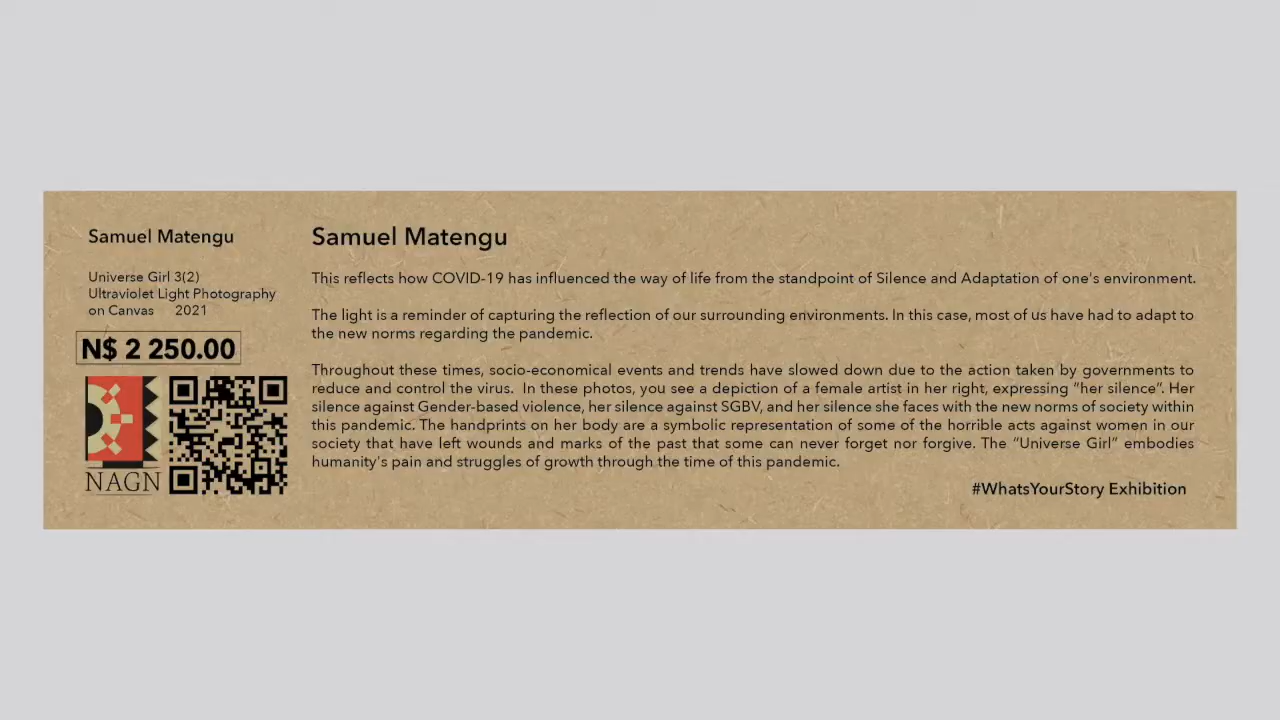 Samuel Matengu
Universe Girl 3(2)
Ultraviolet Light Photography
on Canvas 2021
N$ 2 250.00
NAGN
Samuel Matengu
This reflects how COVID-19 has influenced the way of life from the standpoint of Silence and Adaptation of one's environment.
The light is a reminder of capturing the reflection of our surrounding environments. In this case, most of us have had to adapt to
the new norms regarding the pandemic.
Throughout these times, socio-economical events and trends have slowed down due to the action taken by governments to
reduce and control the virus. In these photos, you see a depiction of a female artist in her right, expressing "her silence". Her
silence against Gender-based violence, her silence against SGBV, and her silence she faces with the new norms of society within
this pandemic. The handprints on her body are a symbolic representation of some of the horrible acts against women in our
society that have left wounds and marks of the past that some can never forget nor forgive. The "Universe Girl" embodies
humanity's pain and struggles of growth through the time of this pandemic.
#WhatsYourStory Exhibition